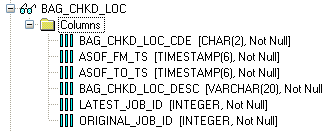 BAG_CHKD_LOC
Columns
BAG_CHKD_LOC_CDE [CHAR(2), Not Null]
ASOF_FM_TS [TIMESTAMP(6), Not Null]
ASOF_TO_TS [TIMESTAMP(6), Not Null]
BAG_CHKD_LOC_DESC [VARCHAR(20), Not Null]
LATEST_JOB_ID [INTEGER, Not Null]
ORIGINAL_JOB_ID [INTEGER, Not Null]